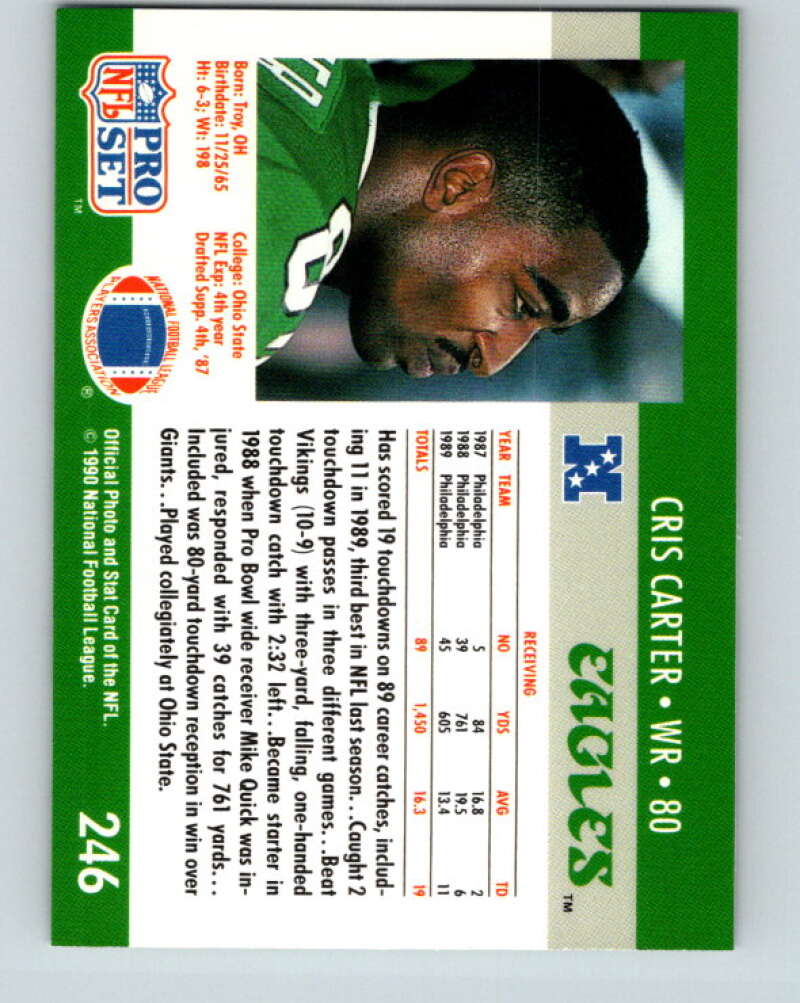 CRIS CARTER • WR • 80
EAGLES™
N
8
Born: Troy, OH
Birthdate: 11/25/65
Ht: 6-3; Wt: 198
College: Ohio State
NFL Exp: 4th year
Drafted Supp. 4th, '87
RECEIVING
YEAR TEAM NO YDS AVG TD
1987 Philadelphia 5 84 16.8 2
1988 Philadelphia 39 761 19.5 6
1989 Philadelphia 45 605 13.4 11
TOTALS 89 1,450 16.3 19
Has scored 19 touchdowns on 89 career catches, includ-
ing 11 in 1989, third best in NFL last season...Caught 2
touchdown passes in three different games...Beat
Vikings (10-9) with three-yard, falling, one-handed
touchdown catch with 2:32 left...Became starter in
1988 when Pro Bowl wide receiver Mike Quick was in-
jured, responded with 39 catches for 761 yards...
Included was 80-yard touchdown reception in win over
Giants...Played collegiately at Ohio State.
NFL
PRO
SET
™
NATIONAL FOOTBALL LEAGUE
PLAYERS ASSOCIATION
®
Official Photo and Stat Card of the NFL.
© 1990 National Football League.
246